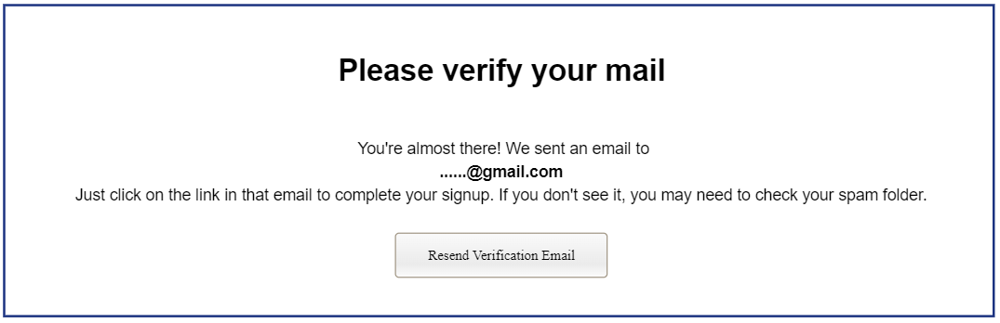 Please verify your mail
You're almost there! We sent an email to
......@gmail.com
Just click on the link in that email to complete your signup. If you don't see it, you may need to check your spam folder.
Resend Verification Email